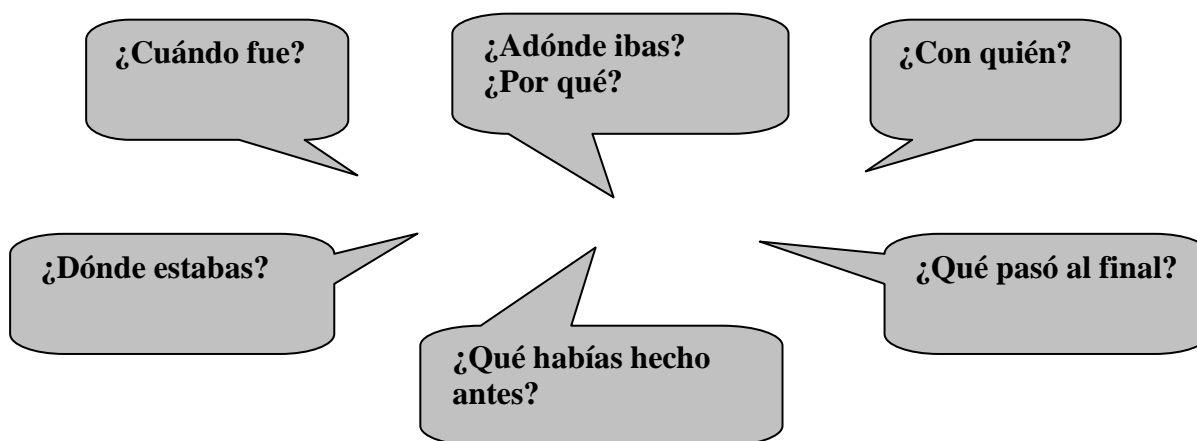 ¿Cuándo fue?
¿Adónde ibas?
¿Por qué?
¿Con quién?
¿Dónde estabas?
¿Qué habías hecho
antes?
¿Qué pasó al final?